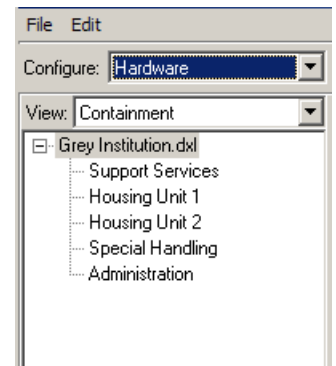 File Edit
Configure: Hardware
View: Containment
Grey Institution.dxl
Support Services
Housing Unit 1
Housing Unit 2
Special Handling
Administration